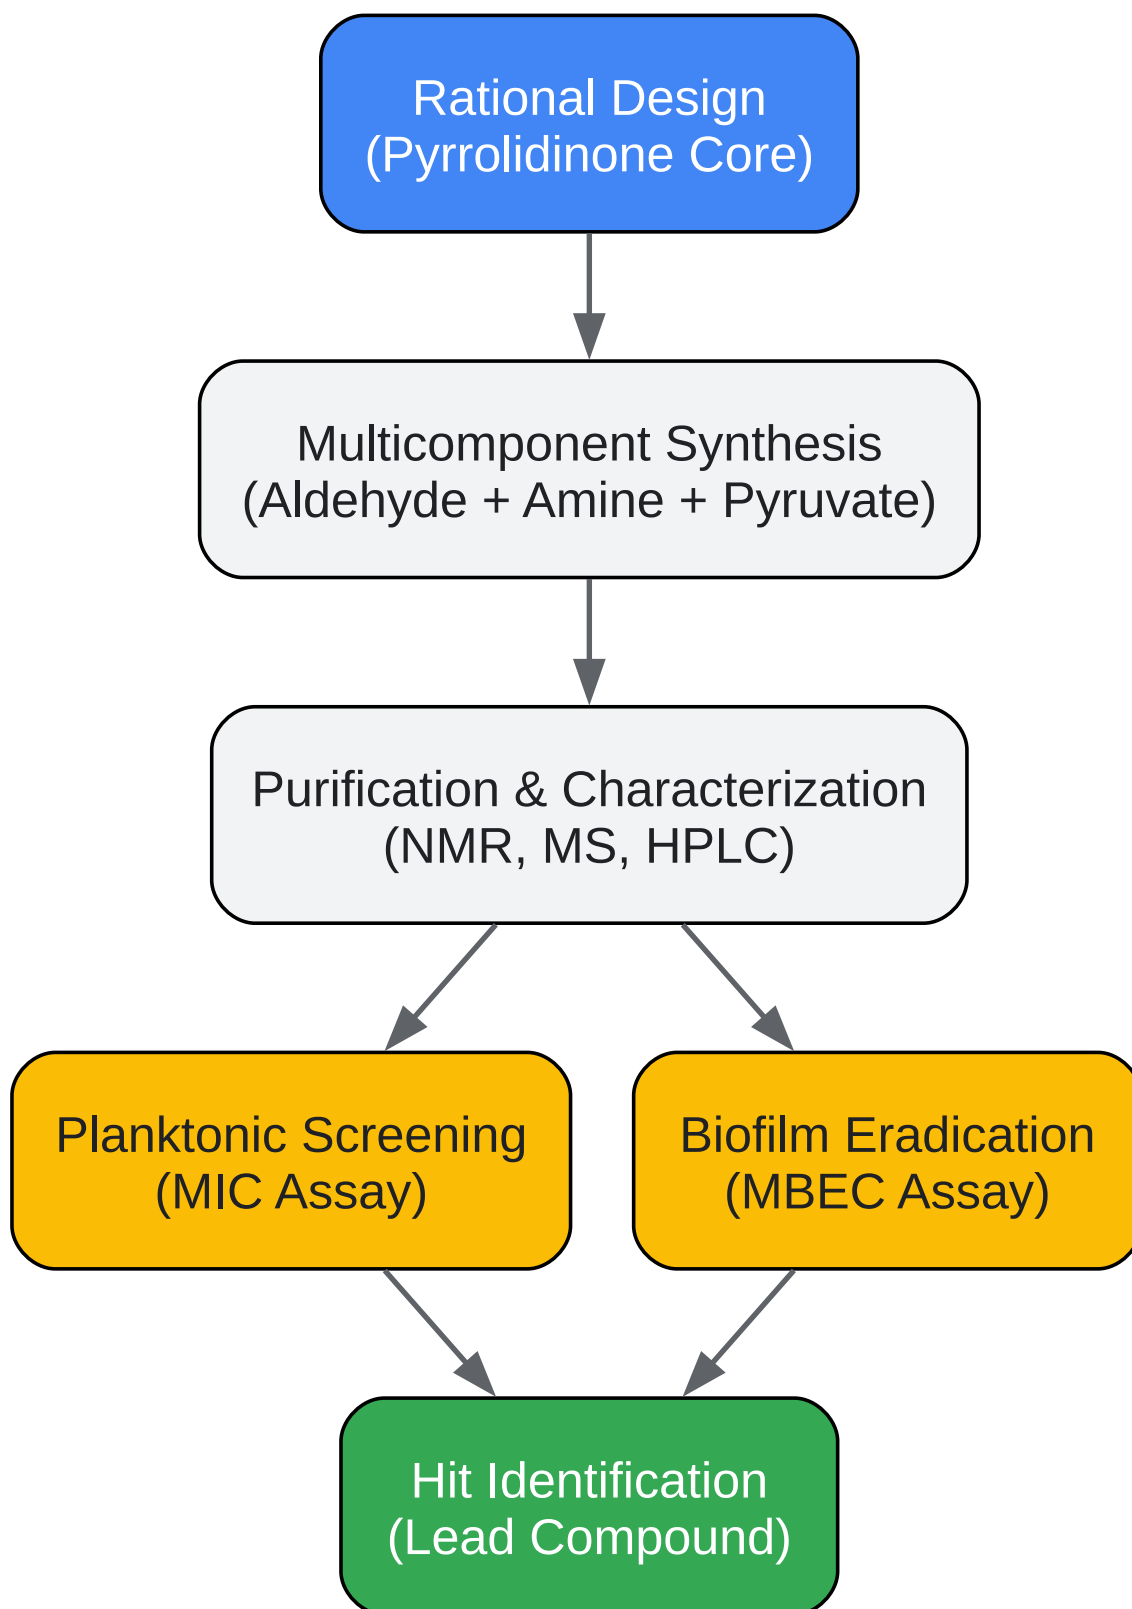 Rational Design
(Pyrrolidinone Core)
Multicomponent Synthesis
(Aldehyde + Amine + Pyruvate)
Purification & Characterization
(NMR, MS, HPLC)
Planktonic Screening
(MIC Assay)
Biofilm Eradication
(MBEC Assay)
Hit Identification
(Lead Compound)